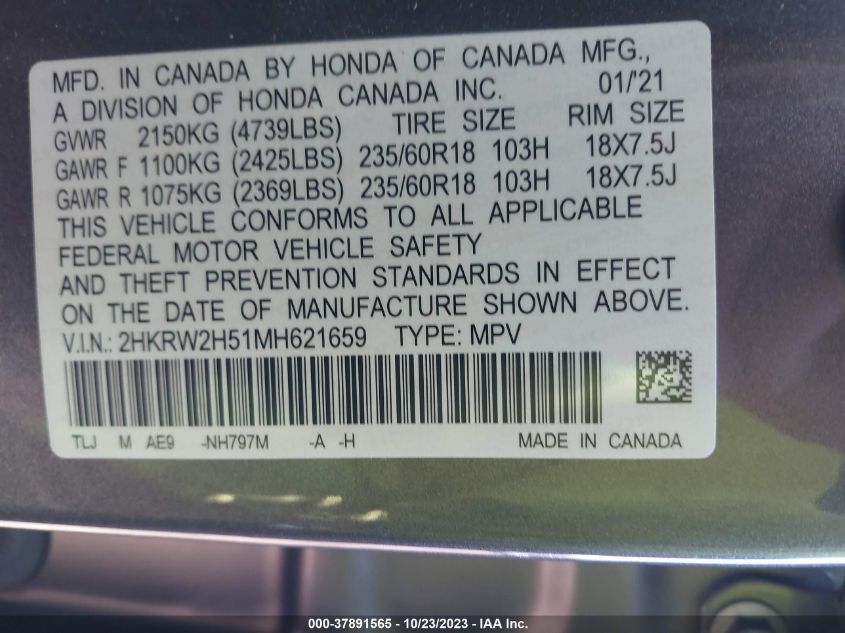 MFD. IN CANADA BY HONDA OF CANADA MFG.,
A DIVISION OF HONDA CANADA INC. 01/'21
GVWR 2150KG (4739LBS) TIRE SIZE RIM SIZE
GAWR F 1100KG (2425LBS) 235/60R18 103H 18X7.5J
GAWR R 1075KG (2369LBS) 235/60R18 103H 18X7.5J
THIS VEHICLE CONFORMS TO ALL APPLICABLE
FEDERAL MOTOR VEHICLE SAFETY
AND THEFT PREVENTION STANDARDS IN EFFECT
ON THE DATE OF MANUFACTURE SHOWN ABOVE.
V.I.N.: 2HKRW2H51MH621659 TYPE: MPV
TLJ M AE9 -NH797M -A -H MADE IN CANADA
000-37891565 - 10/23/2023 - IAA Inc.